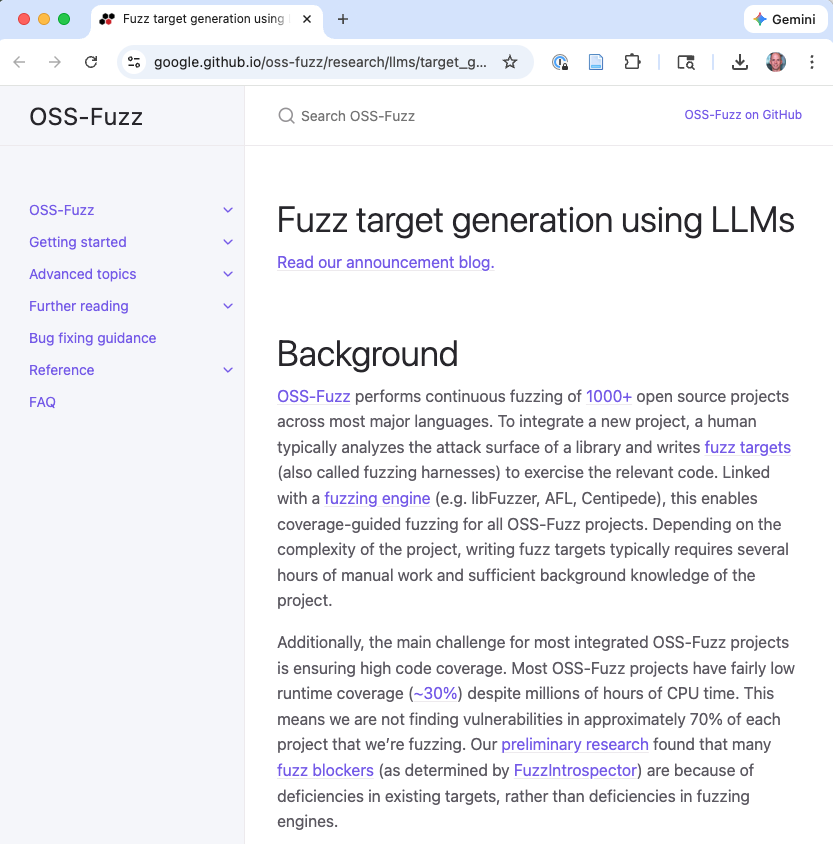 Fuzz target generation using
Gemini
google.github.io/oss-fuzz/research/llms/target_g...
OSS-Fuzz
Search OSS-Fuzz
OSS-Fuzz on GitHub
OSS-Fuzz
Getting started
Advanced topics
Further reading
Bug fixing guidance
Reference
FAQ
Fuzz target generation using LLMs
Read our announcement blog.
Background
OSS-Fuzz performs continuous fuzzing of 1000+ open source projects
across most major languages. To integrate a new project, a human
typically analyzes the attack surface of a library and writes fuzz targets
(also called fuzzing harnesses) to exercise the relevant code. Linked
with a fuzzing engine (e.g. libFuzzer, AFL, Centipede), this enables
coverage-guided fuzzing for all OSS-Fuzz projects. Depending on the
complexity of the project, writing fuzz targets typically requires several
hours of manual work and sufficient background knowledge of the
project.
Additionally, the main challenge for most integrated OSS-Fuzz projects
is ensuring high code coverage. Most OSS-Fuzz projects have fairly low
runtime coverage (~30%) despite millions of hours of CPU time. This
means we are not finding vulnerabilities in approximately 70% of each
project that we’re fuzzing. Our preliminary research found that many
fuzz blockers (as determined by FuzzIntrospector) are because of
deficiencies in existing targets, rather than deficiencies in fuzzing
engines.